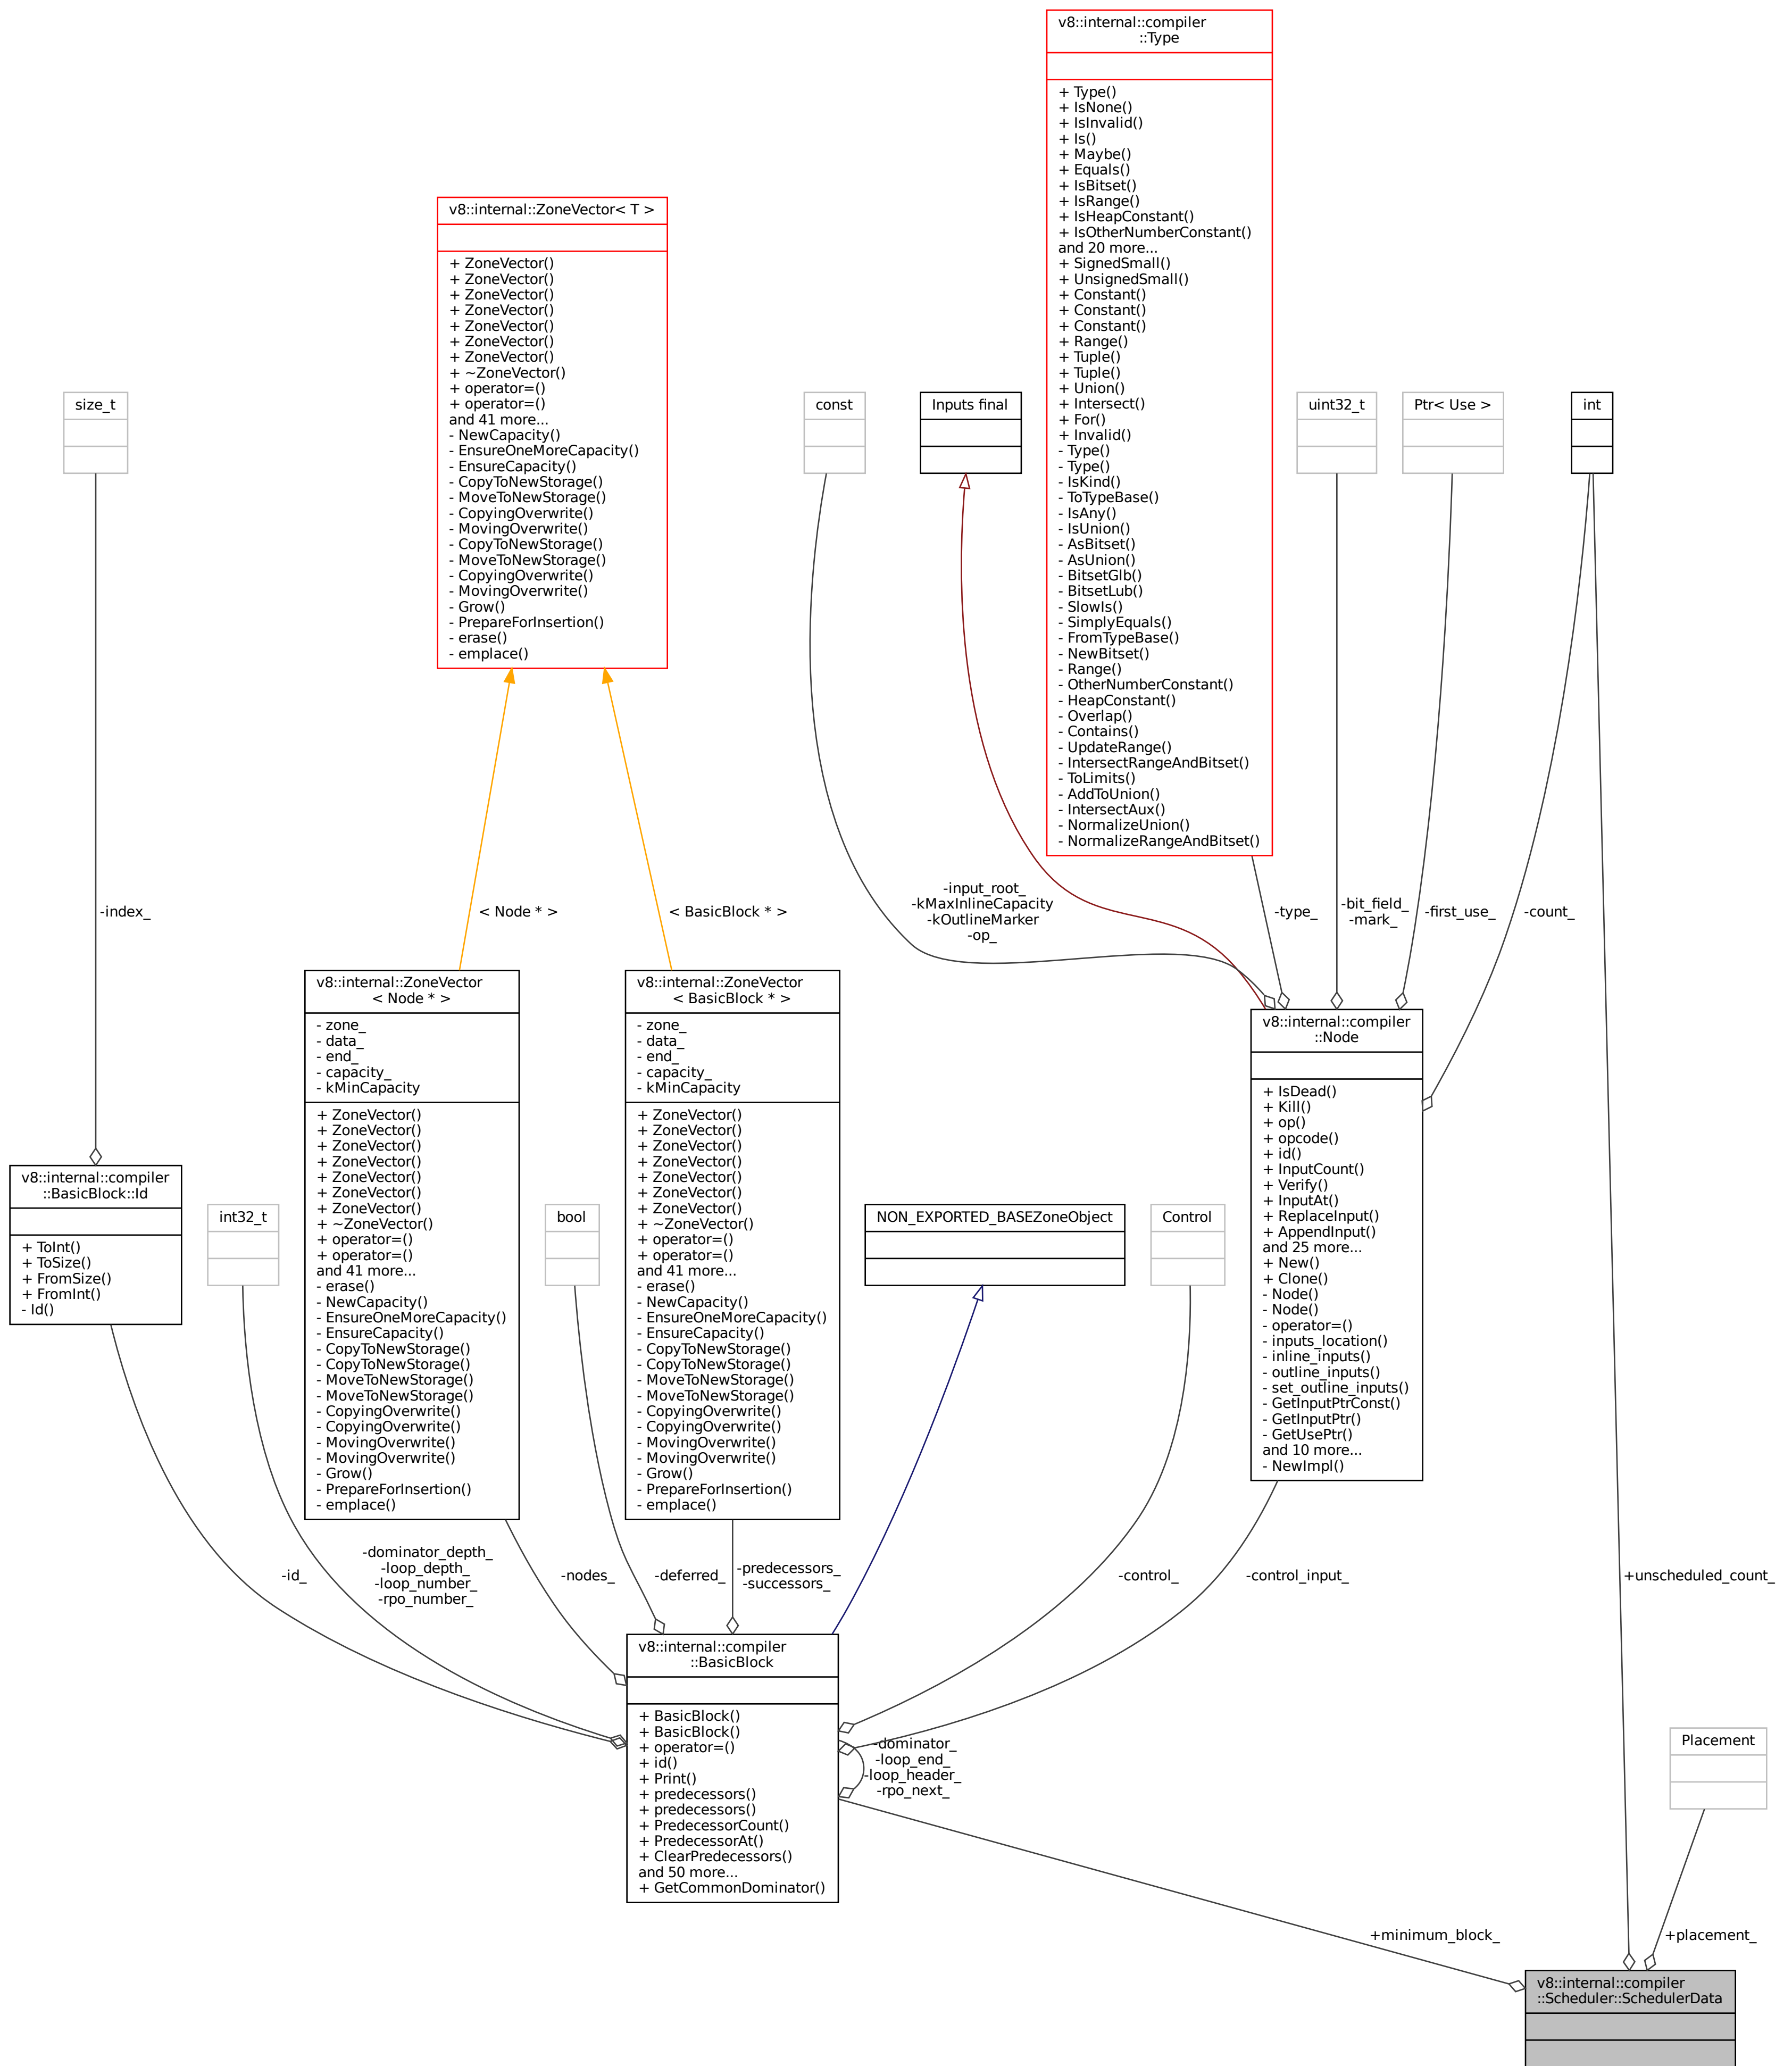 v8::internal::compiler
::Type
+ Type()
+ IsNone()
+ IsInvalid()
+ Is()
+ Maybe()
+ Equals()
+ IsBitset()
+ IsRange()
+ IsHeapConstant()
+ IsOtherNumberConstant()
and 20 more...
+ SignedSmall()
+ UnsignedSmall()
+ Constant()
+ Constant()
+ Constant()
+ Range()
+ Tuple()
+ Tuple()
+ Union()
+ Intersect()
+ For()
+ Invalid()
- Type()
- Type()
- IsKind()
- ToTypeBase()
- IsAny()
- IsUnion()
- AsBitset()
- AsUnion()
- BitsetGlb()
- BitsetLub()
- SlowIs()
- SimplyEquals()
- FromTypeBase()
- NewBitset()
- Range()
- OtherNumberConstant()
- HeapConstant()
- Overlap()
- Contains()
- UpdateRange()
- IntersectRangeAndBitset()
- ToLimits()
- AddToUnion()
- IntersectAux()
- NormalizeUnion()
- NormalizeRangeAndBitset()
v8::internal::ZoneVector< T >
+ ZoneVector()
+ ZoneVector()
+ ZoneVector()
+ ZoneVector()
+ ZoneVector()
+ ZoneVector()
+ ZoneVector()
+ ~ZoneVector()
+ operator=()
+ operator=()
and 41 more...
- NewCapacity()
- EnsureOneMoreCapacity()
- EnsureCapacity()
- CopyToNewStorage()
- MoveToNewStorage()
- CopyingOverwrite()
- MovingOverwrite()
- CopyToNewStorage()
- MoveToNewStorage()
- CopyingOverwrite()
- MovingOverwrite()
- Grow()
- PrepareForInsertion()
- erase()
- emplace()
size_t
const
Inputs final
uint32_t
Ptr< Use >
int
-index_
< Node * >
< BasicBlock * >
-input_root_
-kMaxInlineCapacity
-kOutlineMarker
-op_
-type_
-bit_field_
-mark_
-first_use_
-count_
v8::internal::ZoneVector
< Node * >
- zone_
- data_
- end_
- capacity_
- kMinCapacity
+ ZoneVector()
+ ZoneVector()
+ ZoneVector()
+ ZoneVector()
+ ZoneVector()
+ ZoneVector()
+ ZoneVector()
+ ~ZoneVector()
+ operator=()
+ operator=()
and 41 more...
- erase()
- NewCapacity()
- EnsureOneMoreCapacity()
- EnsureCapacity()
- CopyToNewStorage()
- CopyToNewStorage()
- MoveToNewStorage()
- MoveToNewStorage()
- CopyingOverwrite()
- CopyingOverwrite()
- MovingOverwrite()
- MovingOverwrite()
- Grow()
- PrepareForInsertion()
- emplace()
v8::internal::ZoneVector
< BasicBlock * >
- zone_
- data_
- end_
- capacity_
- kMinCapacity
+ ZoneVector()
+ ZoneVector()
+ ZoneVector()
+ ZoneVector()
+ ZoneVector()
+ ZoneVector()
+ ZoneVector()
+ ~ZoneVector()
+ operator=()
+ operator=()
and 41 more...
- erase()
- NewCapacity()
- EnsureOneMoreCapacity()
- EnsureCapacity()
- CopyToNewStorage()
- CopyToNewStorage()
- MoveToNewStorage()
- MoveToNewStorage()
- CopyingOverwrite()
- CopyingOverwrite()
- MovingOverwrite()
- MovingOverwrite()
- Grow()
- PrepareForInsertion()
- emplace()
v8::internal::compiler
::Node
+ IsDead()
+ Kill()
+ op()
+ opcode()
+ id()
+ InputCount()
+ Verify()
+ InputAt()
+ ReplaceInput()
+ AppendInput()
and 25 more...
+ New()
+ Clone()
- Node()
- Node()
- operator=()
- inputs_location()
- inline_inputs()
- outline_inputs()
- set_outline_inputs()
- GetInputPtrConst()
- GetInputPtr()
- GetUsePtr()
and 10 more...
- NewImpl()
v8::internal::compiler
::BasicBlock::Id
+ ToInt()
+ ToSize()
+ FromSize()
+ FromInt()
- Id()
int32_t
bool
NON_EXPORTED_BASEZoneObject
Control
-id_
-dominator_depth_
-loop_depth_
-loop_number_
-rpo_number_
-nodes_
-deferred_
-predecessors_
-successors_
-control_
-control_input_
+unscheduled_count_
v8::internal::compiler
::BasicBlock
+ BasicBlock()
+ BasicBlock()
+ operator=()
+ id()
+ Print()
+ predecessors()
+ predecessors()
+ PredecessorCount()
+ PredecessorAt()
+ ClearPredecessors()
and 50 more...
+ GetCommonDominator()
-dominator_
-loop_end_
-loop_header_
-rpo_next_
Placement
+minimum_block_
+placement_
v8::internal::compiler
::Scheduler::SchedulerData